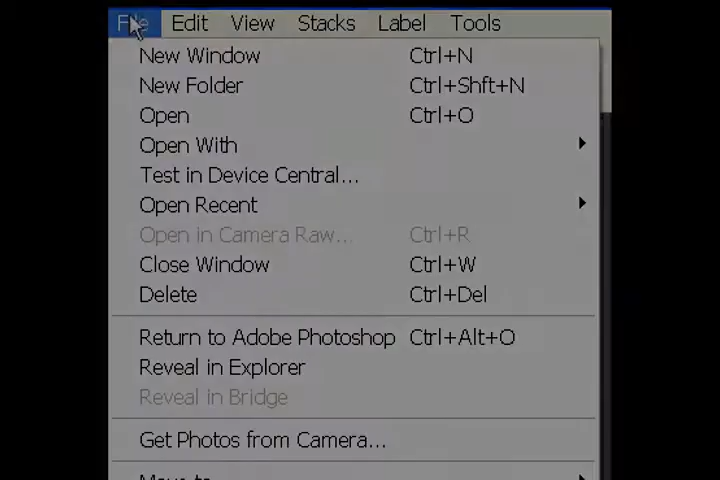 File Edit View Stacks Label Tools
New Window Ctrl+N
New Folder Ctrl+Shft+N
Open Ctrl+O
Open With
Test in Device Central...
Open Recent
Open in Camera Raw... Ctrl+R
Close Window Ctrl+W
Delete Ctrl+Del
Return to Adobe Photoshop Ctrl+Alt+O
Reveal in Explorer
Reveal in Bridge
Get Photos from Camera...
Move to